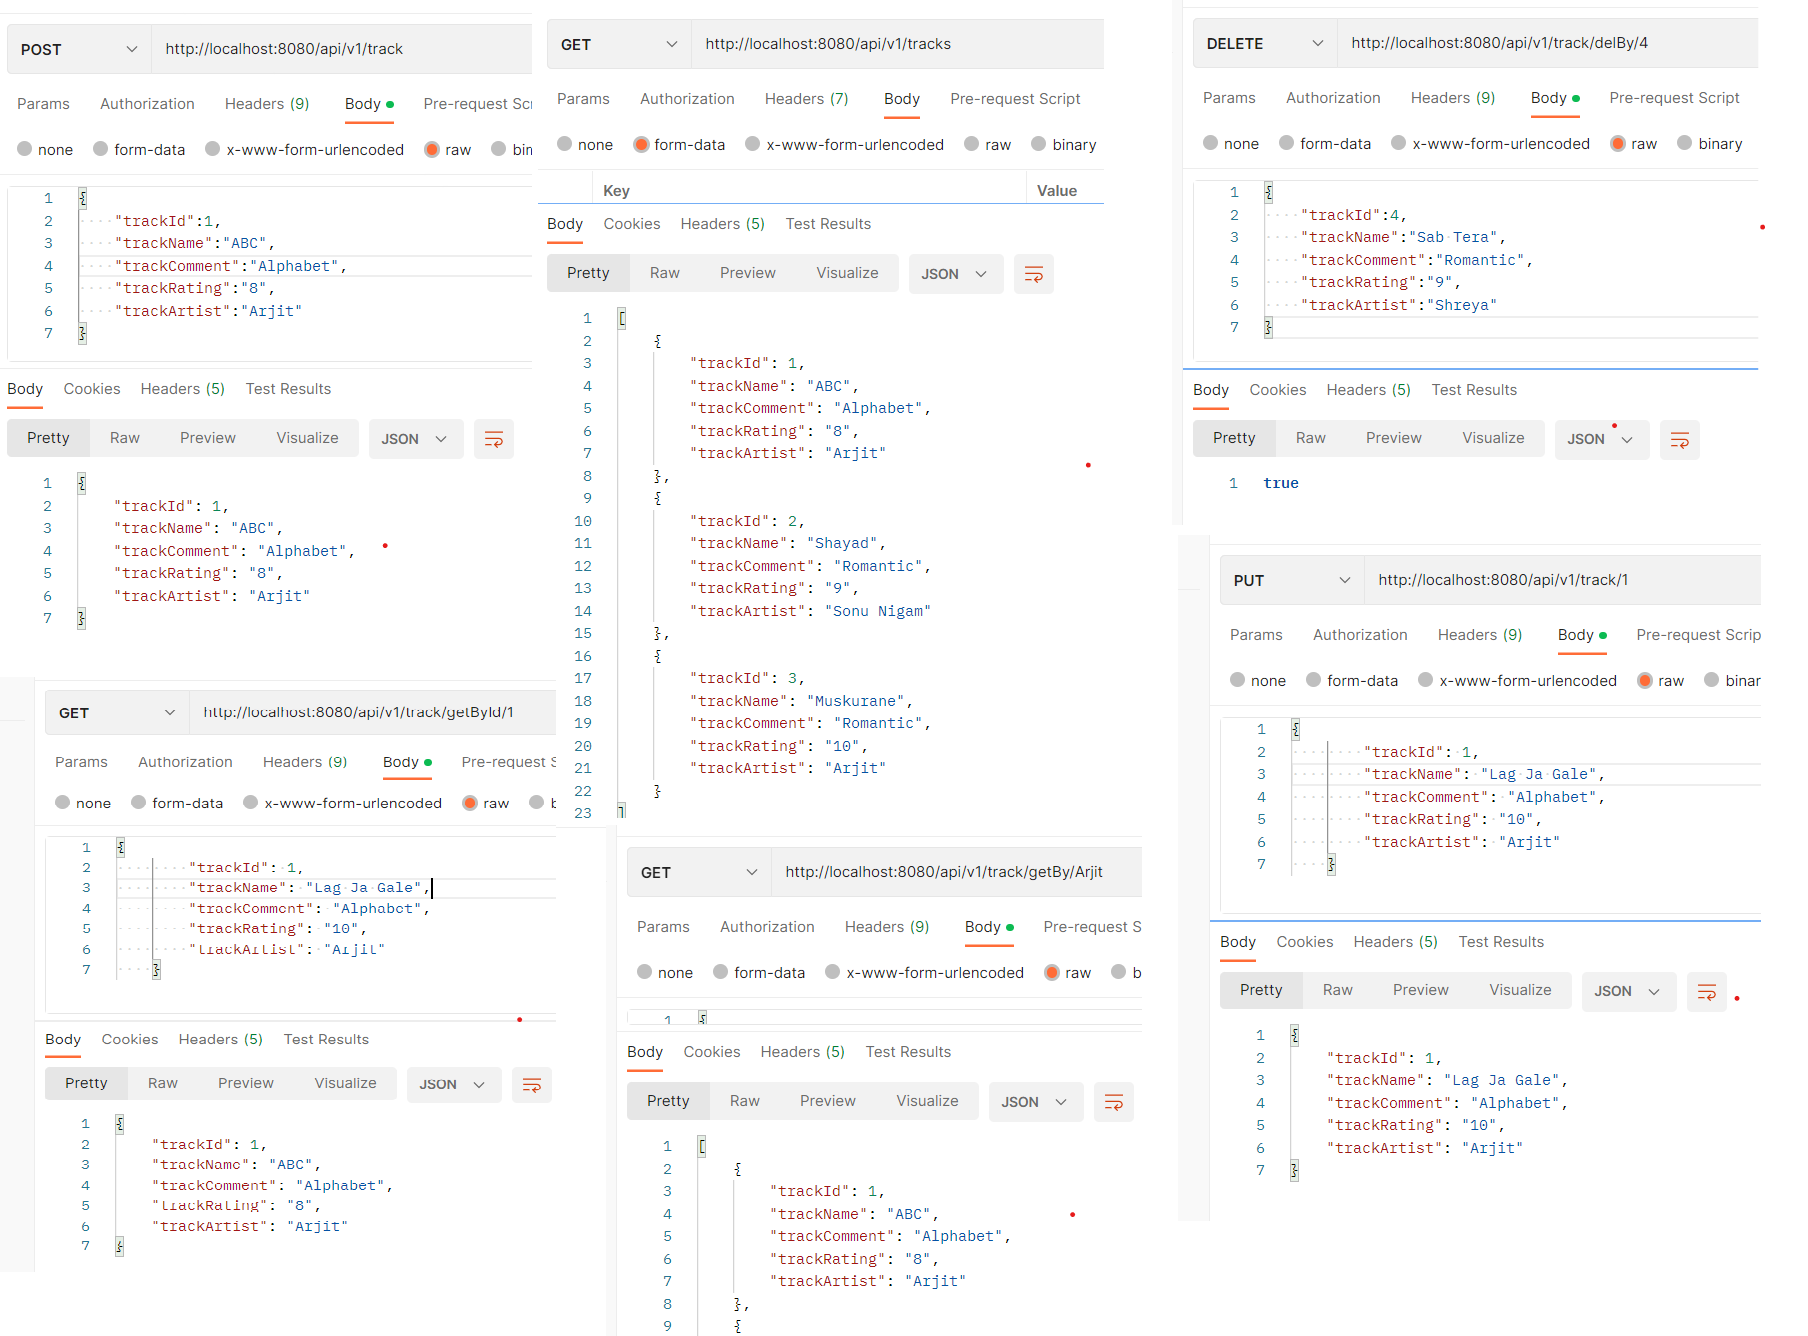 POST http://localhost:8080/api/v1/track
Params Authorization Headers (9) Body Pre-request Scr
none form-data x-www-form-urlencoded raw bin
1 {
2 "trackId":1,
3 "trackName":"ABC",
4 "trackComment":"Alphabet",
5 "trackRating":"8",
6 "trackArtist":"Arjit"
7 }
Body Cookies Headers (5) Test Results
Pretty Raw Preview Visualize JSON
1 {
2 "trackId": 1,
3 "trackName": "ABC",
4 "trackComment": "Alphabet",
5 "trackRating": "8",
6 "trackArtist": "Arjit"
7 }
GET http://localhost:8080/api/v1/track/getById/1
Params Authorization Headers (9) Body Pre-request S
none form-data x-www-form-urlencoded raw b
1 {
2 "trackId": 1,
3 "trackName": "Lag Ja Gale",
4 "trackComment": "Alphabet",
5 "trackRating": "10",
6 "trackArtist": "Arjit"
7 }
Body Cookies Headers (5) Test Results
Pretty Raw Preview Visualize JSON
1 {
2 "trackId": 1,
3 "trackName": "ABC",
4 "trackComment": "Alphabet",
5 "trackRating": "8",
6 "trackArtist": "Arjit"
7 }
GET http://localhost:8080/api/v1/tracks
Params Authorization Headers (7) Body Pre-request Script
none form-data x-www-form-urlencoded raw binary
Key Value
Body Cookies Headers (5) Test Results
Pretty Raw Preview Visualize JSON
1 [
2 {
3 "trackId": 1,
4 "trackName": "ABC",
5 "trackComment": "Alphabet",
6 "trackRating": "8",
7 "trackArtist": "Arjit"
8 },
9 {
10 "trackId": 2,
11 "trackName": "Shayad",
12 "trackComment": "Romantic",
13 "trackRating": "9",
14 "trackArtist": "Sonu Nigam"
15 },
16 {
17 "trackId": 3,
18 "trackName": "Muskurane",
19 "trackComment": "Romantic",
20 "trackRating": "10",
21 "trackArtist": "Arjit"
22 }
23 ]
GET http://localhost:8080/api/v1/track/getBy/Arjit
Params Authorization Headers (9) Body Pre-request S
none form-data x-www-form-urlencoded raw b
1 {
Body Cookies Headers (5) Test Results
Pretty Raw Preview Visualize JSON
1 [
2 {
3 "trackId": 1,
4 "trackName": "ABC",
5 "trackComment": "Alphabet",
6 "trackRating": "8",
7 "trackArtist": "Arjit"
8 },
9 {
DELETE http://localhost:8080/api/v1/track/delBy/4
Params Authorization Headers (9) Body Pre-request Script
none form-data x-www-form-urlencoded raw binary
1 {
2 "trackId":4,
3 "trackName":"Sab Tera",
4 "trackComment":"Romantic",
5 "trackRating":"9",
6 "trackArtist":"Shreya"
7 }
Body Cookies Headers (5) Test Results
Pretty Raw Preview Visualize JSON
1 true
PUT http://localhost:8080/api/v1/track/1
Params Authorization Headers (9) Body Pre-request Scrip
none form-data x-www-form-urlencoded raw binar
1 {
2 "trackId": 1,
3 "trackName": "Lag Ja Gale",
4 "trackComment": "Alphabet",
5 "trackRating": "10",
6 "trackArtist": "Arjit"
7 }
Body Cookies Headers (5) Test Results
Pretty Raw Preview Visualize JSON
1 {
2 "trackId": 1,
3 "trackName": "Lag Ja Gale",
4 "trackComment": "Alphabet",
5 "trackRating": "10",
6 "trackArtist": "Arjit"
7 }